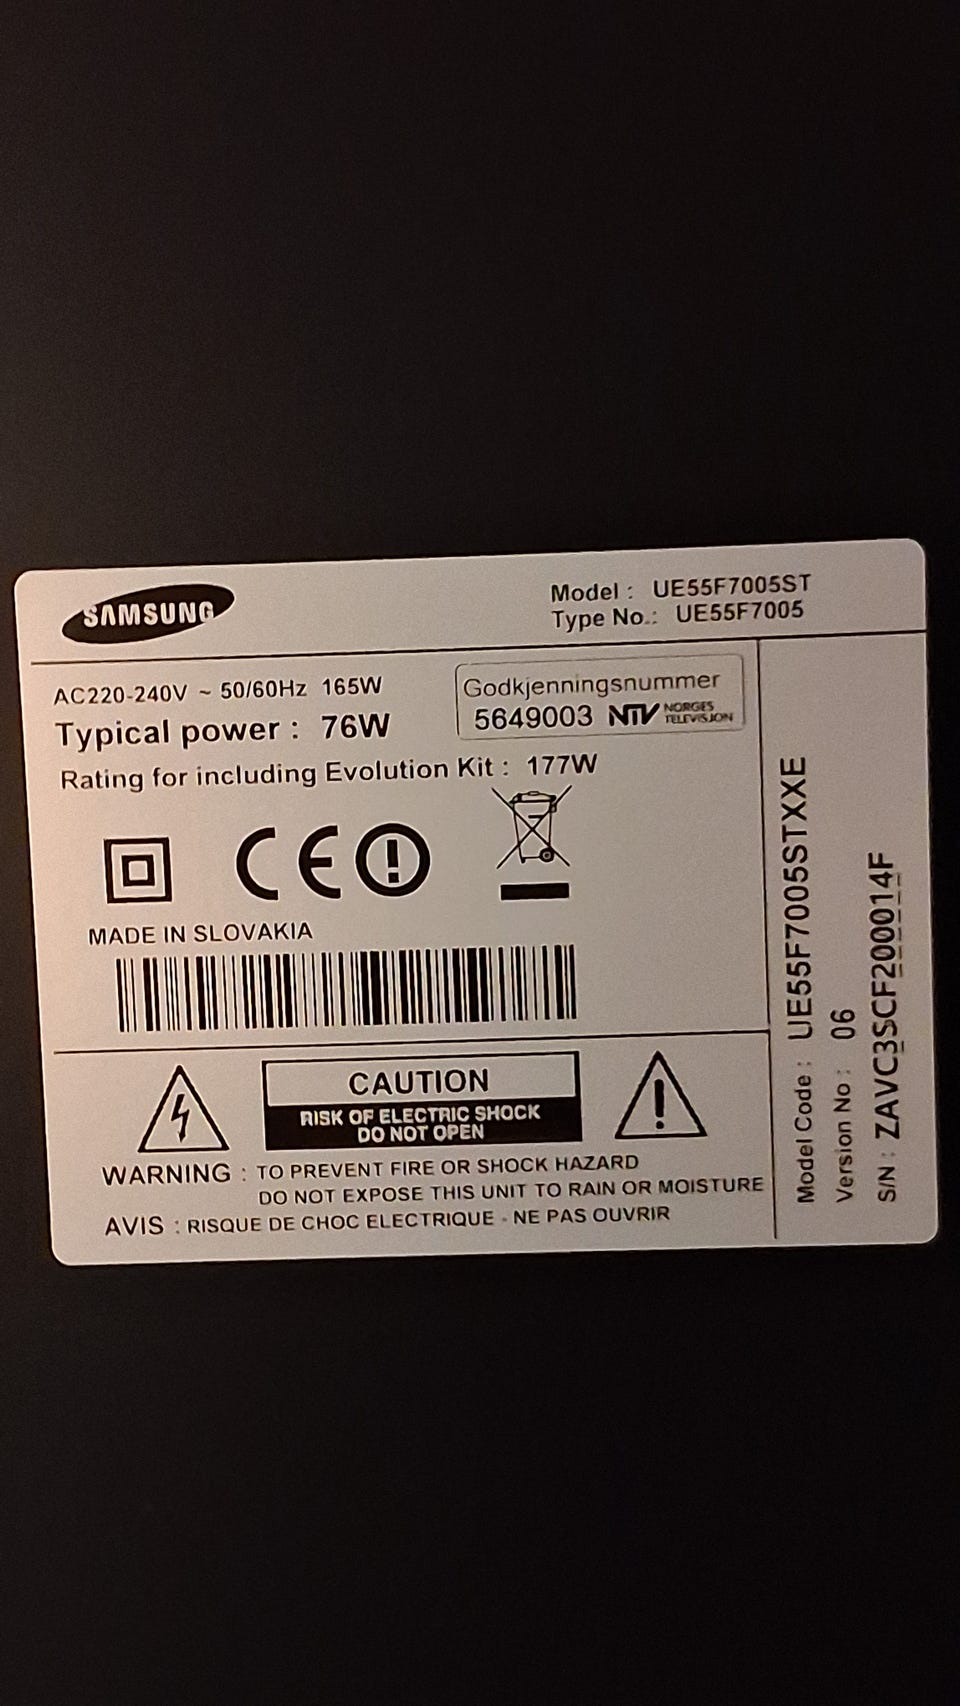 SAMSUNG
Model : UE55F7005ST
Type No.: UE55F7005
AC220-240V ~ 50/60Hz 165W
Typical power : 76W
Godkjenningsnummer
5649003 NTV NORGES TELEVISJON
Rating for including Evolution Kit : 177W
CE
MADE IN SLOVAKIA
CAUTION
RISK OF ELECTRIC SHOCK
DO NOT OPEN
WARNING : TO PREVENT FIRE OR SHOCK HAZARD
DO NOT EXPOSE THIS UNIT TO RAIN OR MOISTURE
AVIS : RISQUE DE CHOC ELECTRIQUE - NE PAS OUVRIR
Model Code : UE55F7005STXXE
Version No : 06
S/N : ZAVC3SCF200014F